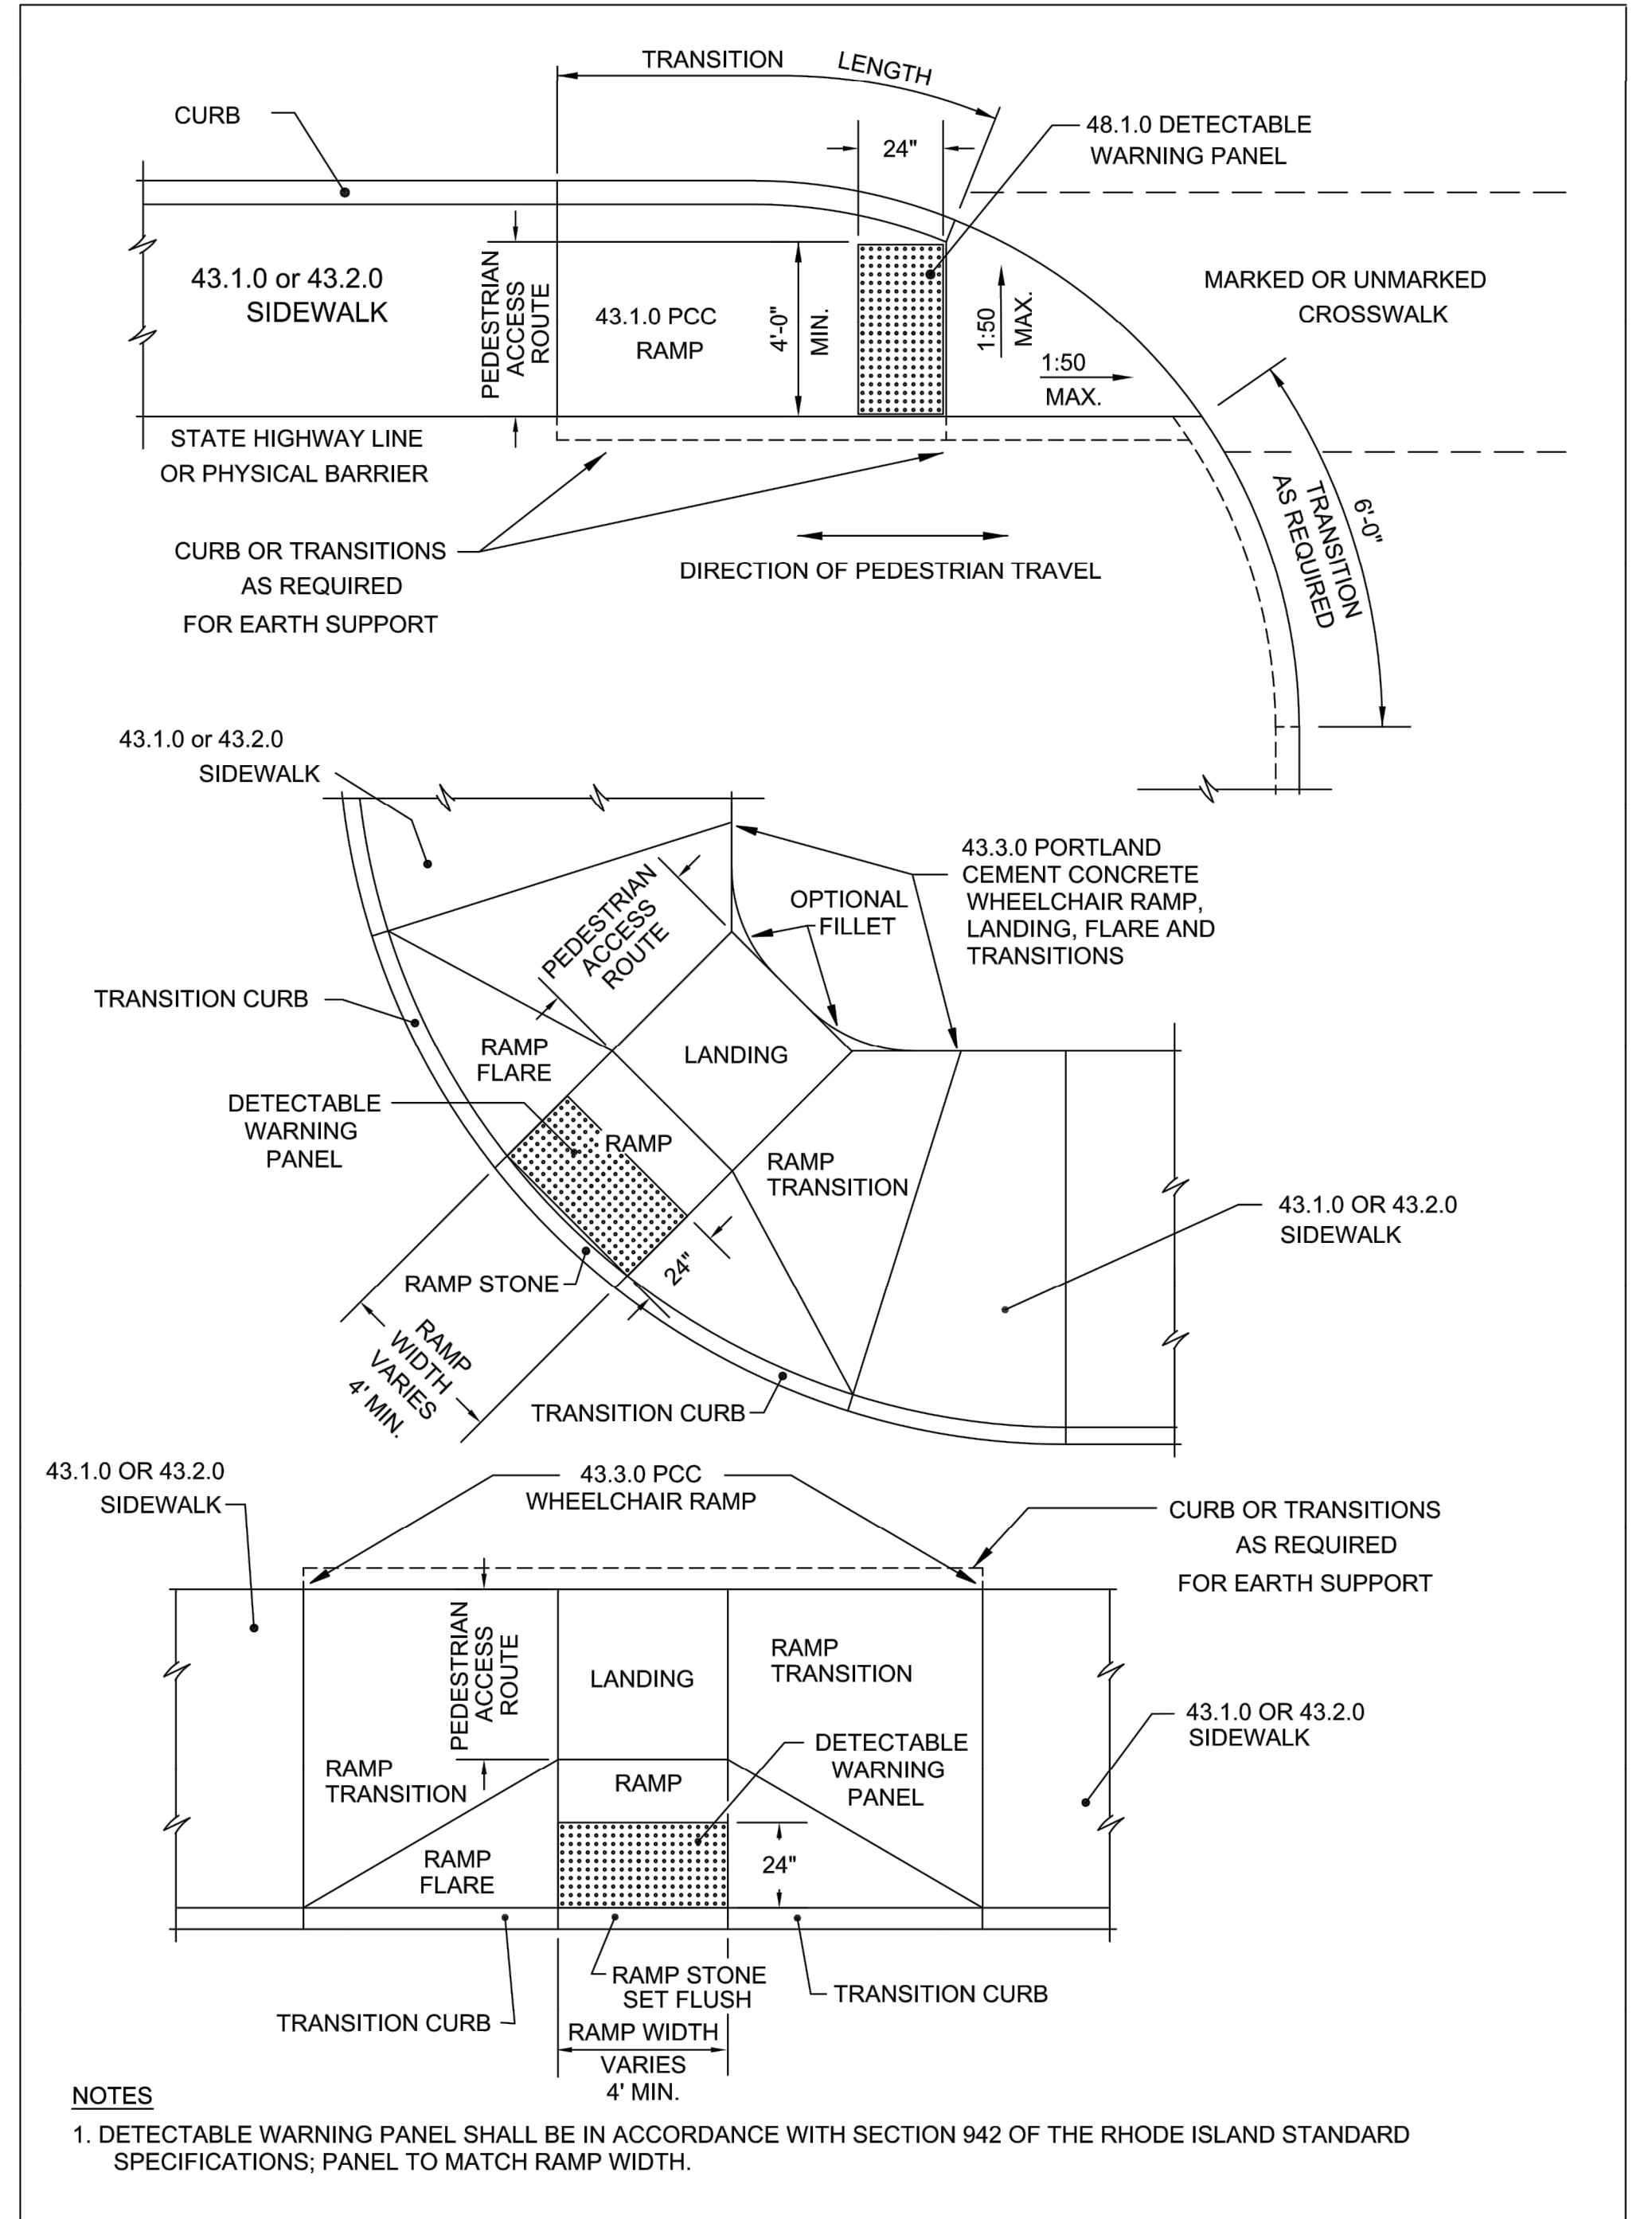 TRANSITION LENGTH
CURB
24"
48.1.0 DETECTABLE
WARNING PANEL
43.1.0 or 43.2.0
SIDEWALK
PEDESTRIAN
ACCESS
ROUTE
43.1.0 PCC
RAMP
4'-0"
MIN.
1:50
MAX.
1:50
MAX.
MARKED OR UNMARKED
CROSSWALK
STATE HIGHWAY LINE
OR PHYSICAL BARRIER
6'-0"
TRANSITION
AS REQUIRED
CURB OR TRANSITIONS
AS REQUIRED
FOR EARTH SUPPORT
DIRECTION OF PEDESTRIAN TRAVEL
43.1.0 or 43.2.0
SIDEWALK
PEDESTRIAN
ACCESS
ROUTE
OPTIONAL
FILLET
43.3.0 PORTLAND
CEMENT CONCRETE
WHEELCHAIR RAMP,
LANDING, FLARE AND
TRANSITIONS
TRANSITION CURB
RAMP
FLARE
LANDING
DETECTABLE
WARNING
PANEL
RAMP
RAMP
TRANSITION
43.1.0 OR 43.2.0
SIDEWALK
RAMP STONE
24"
RAMP
WIDTH
VARIES
4' MIN.
TRANSITION CURB
43.1.0 OR 43.2.0
SIDEWALK
43.3.0 PCC
WHEELCHAIR RAMP
CURB OR TRANSITIONS
AS REQUIRED
FOR EARTH SUPPORT
PEDESTRIAN
ACCESS
ROUTE
LANDING
RAMP
TRANSITION
43.1.0 OR 43.2.0
SIDEWALK
RAMP
TRANSITION
RAMP
DETECTABLE
WARNING
PANEL
RAMP
FLARE
24"
RAMP STONE
SET FLUSH
TRANSITION CURB
TRANSITION CURB
RAMP WIDTH
VARIES
4' MIN.
NOTES
1. DETECTABLE WARNING PANEL SHALL BE IN ACCORDANCE WITH SECTION 942 OF THE RHODE ISLAND STANDARD
SPECIFICATIONS; PANEL TO MATCH RAMP WIDTH.